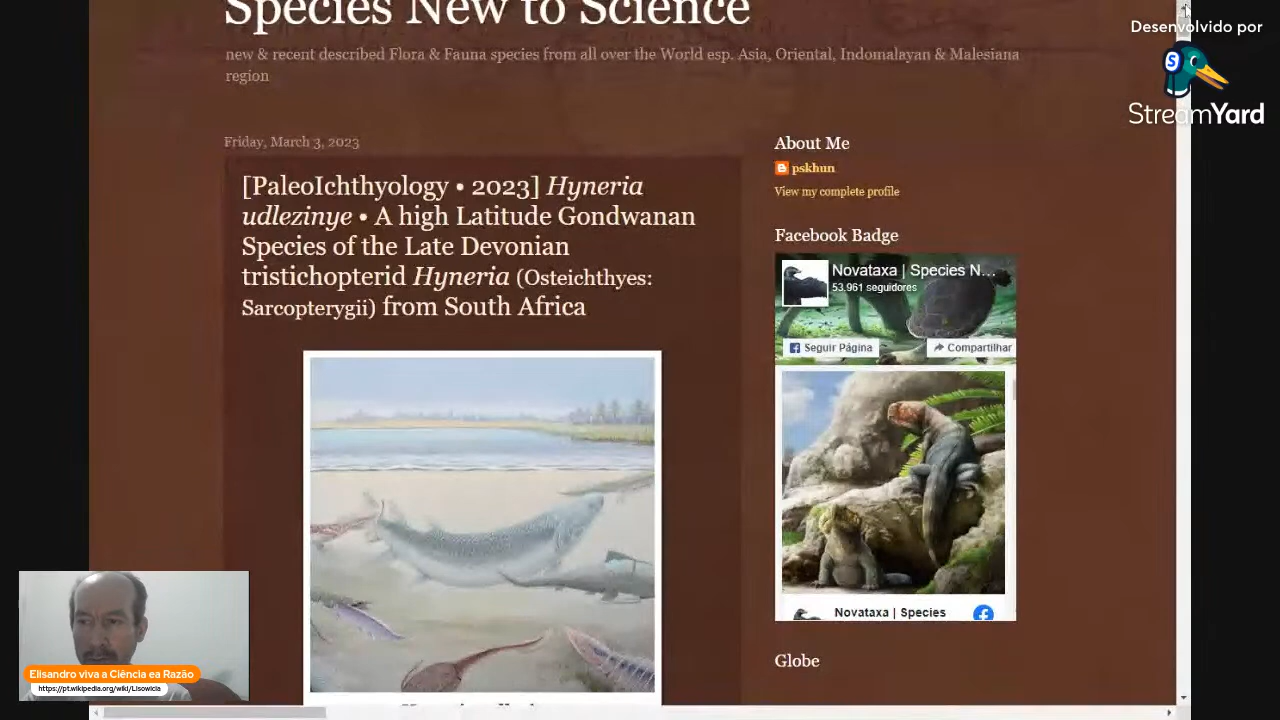 Species New to Science
new & recent described Flora & Fauna species from all over the World esp. Asia, Oriental, Indomalayan & Malesiana
region
Desenvolvido por
StreamYard
Friday, March 3, 2023
[PaleoIchthyology • 2023] Hyneria
udlezinye • A high Latitude Gondwanan
Species of the Late Devonian
tristichopterid Hyneria (Osteichthyes:
Sarcopterygii) from South Africa
About Me
pskhun
View my complete profile
Facebook Badge
Novataxa | Species N...
53.961 seguidores
Seguir Página
Compartilhar
Novataxa | Species
Globe
Elisandro viva a Ciência ea Razão
https://pt.wikipedia.org/wiki/Lisowicia